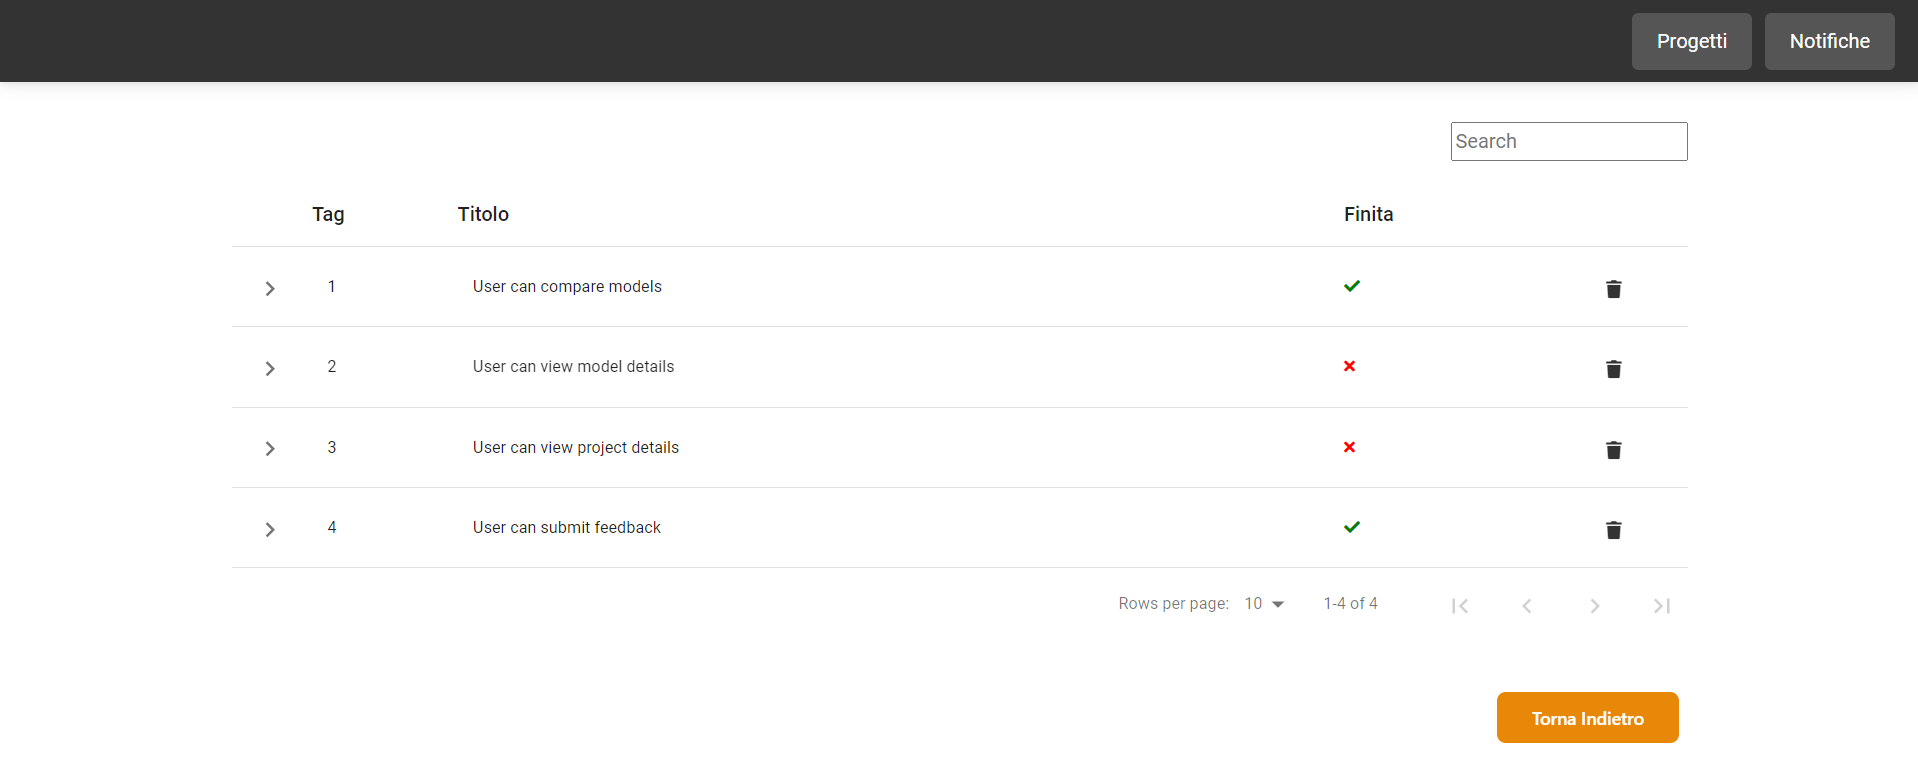 Progetti Notifiche
Search
Tag Titolo Finita
1 User can compare models
2 User can view model details
3 User can view project details
4 User can submit feedback
Rows per page: 10 1-4 of 4
Torna Indietro